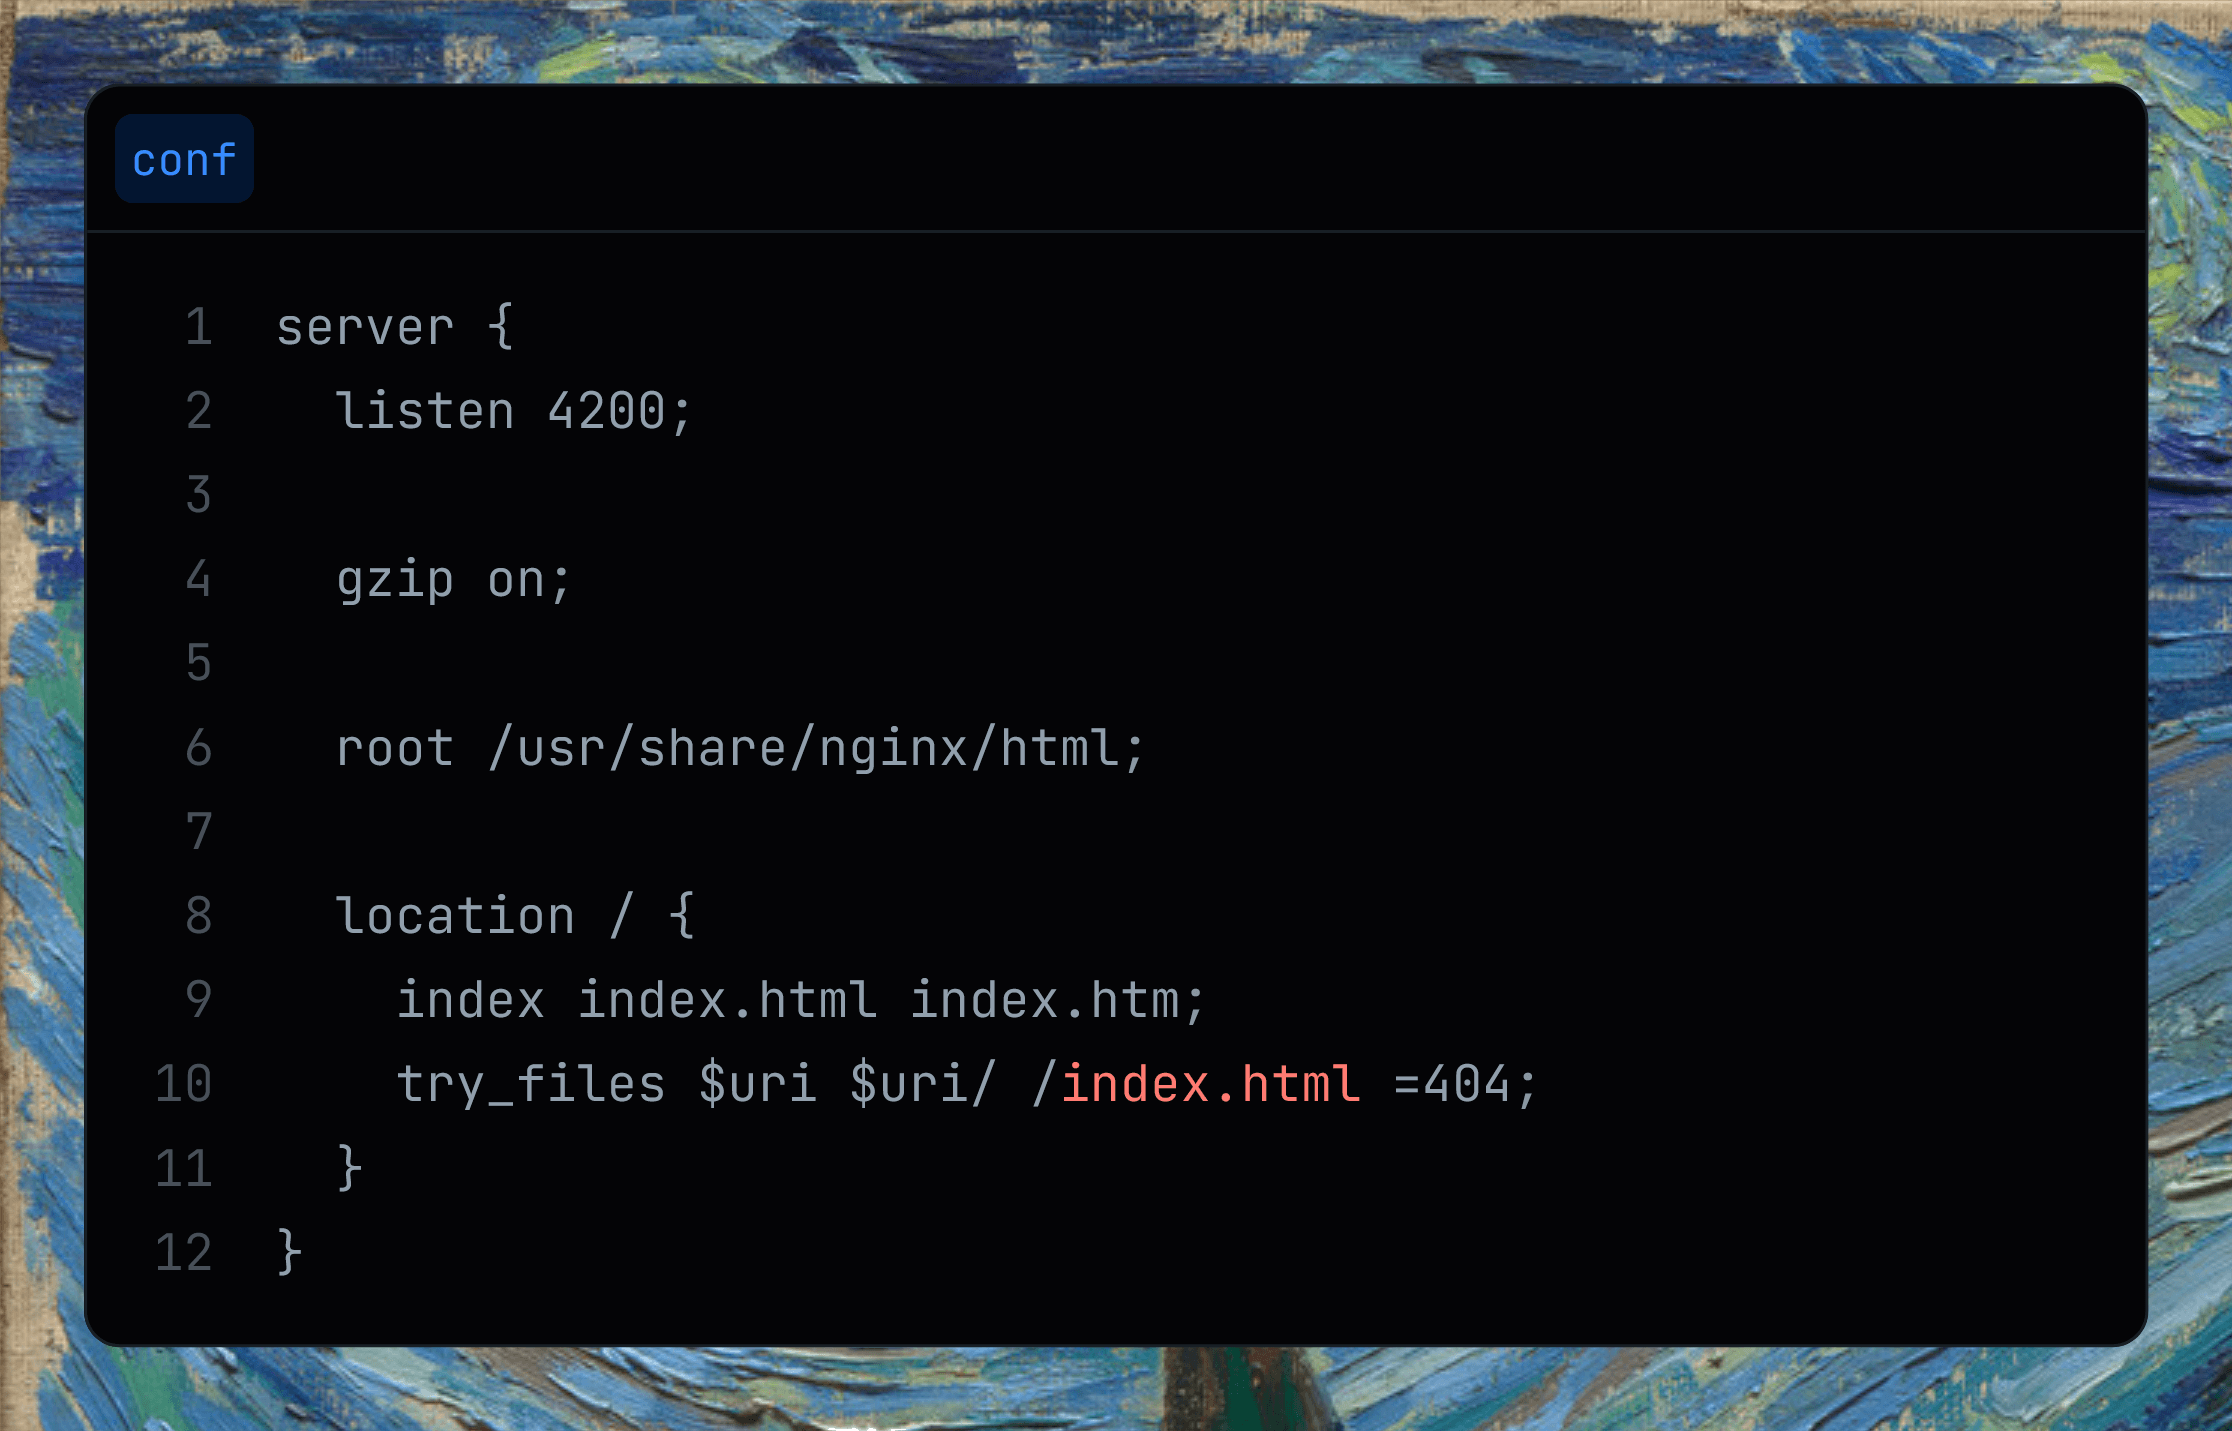 conf
1 server {
2   listen 4200;
3
4   gzip on;
5
6   root /usr/share/nginx/html;
7
8   location / {
9     index index.html index.htm;
10     try_files $uri $uri/ /index.html =404;
11   }
12 }